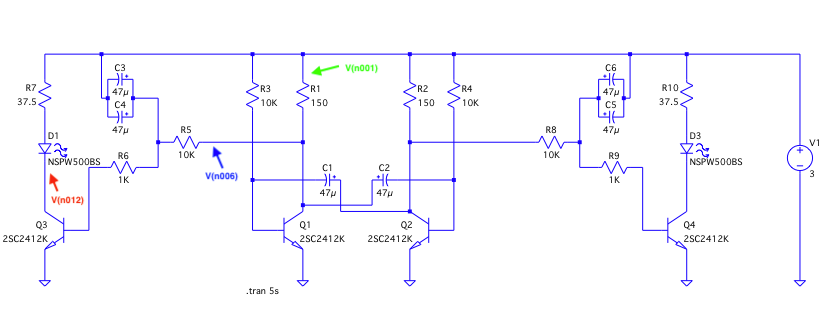 C3
47µ
C4
47µ
R7
37.5
D1
NSPW500BS
R5
10K
R6
1K
V(n012)
Q3
2SC2412K
V(n006)
R3
10K
R1
150
V(n001)
R2
150
R4
10K
C1
47µ
C2
47µ
Q1
2SC2412K
Q2
2SC2412K
.tran 5s
R8
10K
C6
47µ
C5
47µ
R9
1K
R10
37.5
D3
NSPW500BS
Q4
2SC2412K
V1
3